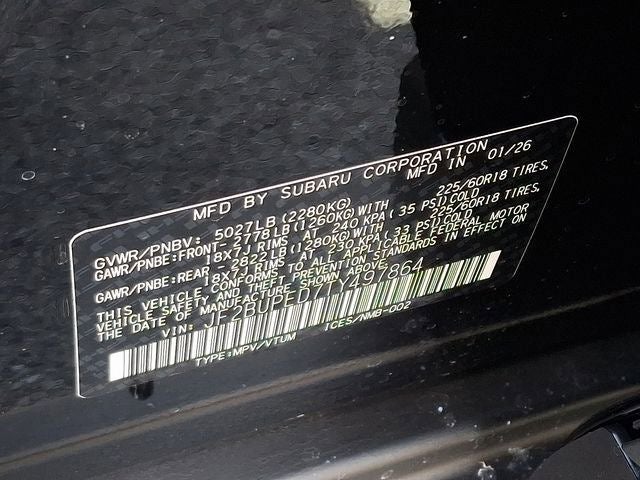 MFD BY SUBARU CORPORATION
MFD IN 01/26
GVWR/PNBV: 5027LB(2280KG)
GAWR/PNBE:FRONT- 2778LB(1260KG)WITH 225/60R18 TIRES,
18X7J RIMS, AT 240 KPA( 35 PSI)COLD
GAWR/PNBE:REAR - 2822LB(1280KG)WITH 225/60R18 TIRES,
18X7J RIMS, AT 230 KPA( 33 PSI)COLD
THIS VEHICLE CONFORMS TO ALL APPLICABLE FEDERAL MOTOR
VEHICLE SAFETY AND THEFT PREVENTION STANDARDS IN EFFECT ON
THE DATE OF MANUFACTURE SHOWN ABOVE.
VIN: JF2BUPFD7TY497864
TYPE:MPV/VTUM ICES/NMB-002